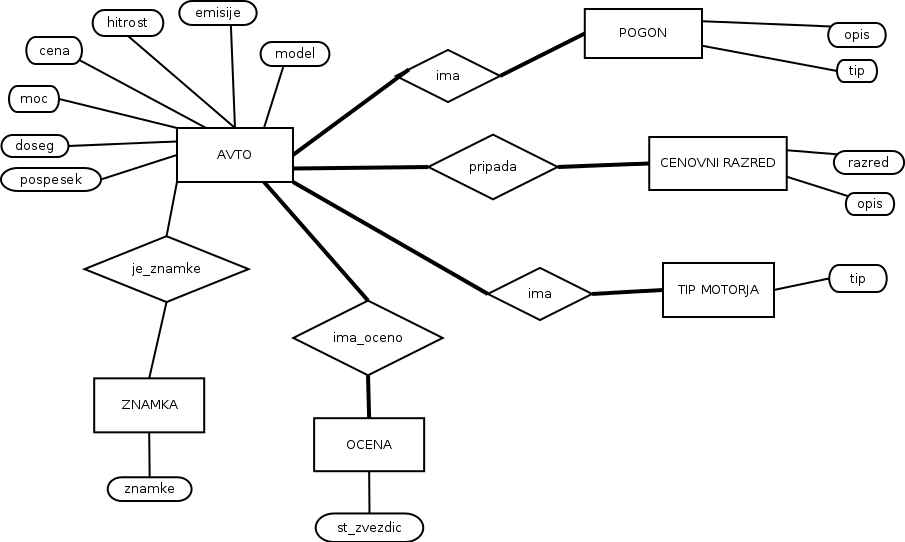 emisije
hitrost
cena
model
moc
doseg
pospesek
AVTO
ima
POGON
opis
tip
pripada
CENOVNI RAZRED
razred
opis
je_znamke
ima
TIP MOTORJA
tip
ima_oceno
ZNAMKA
OCENA
znamke
st_zvezdic